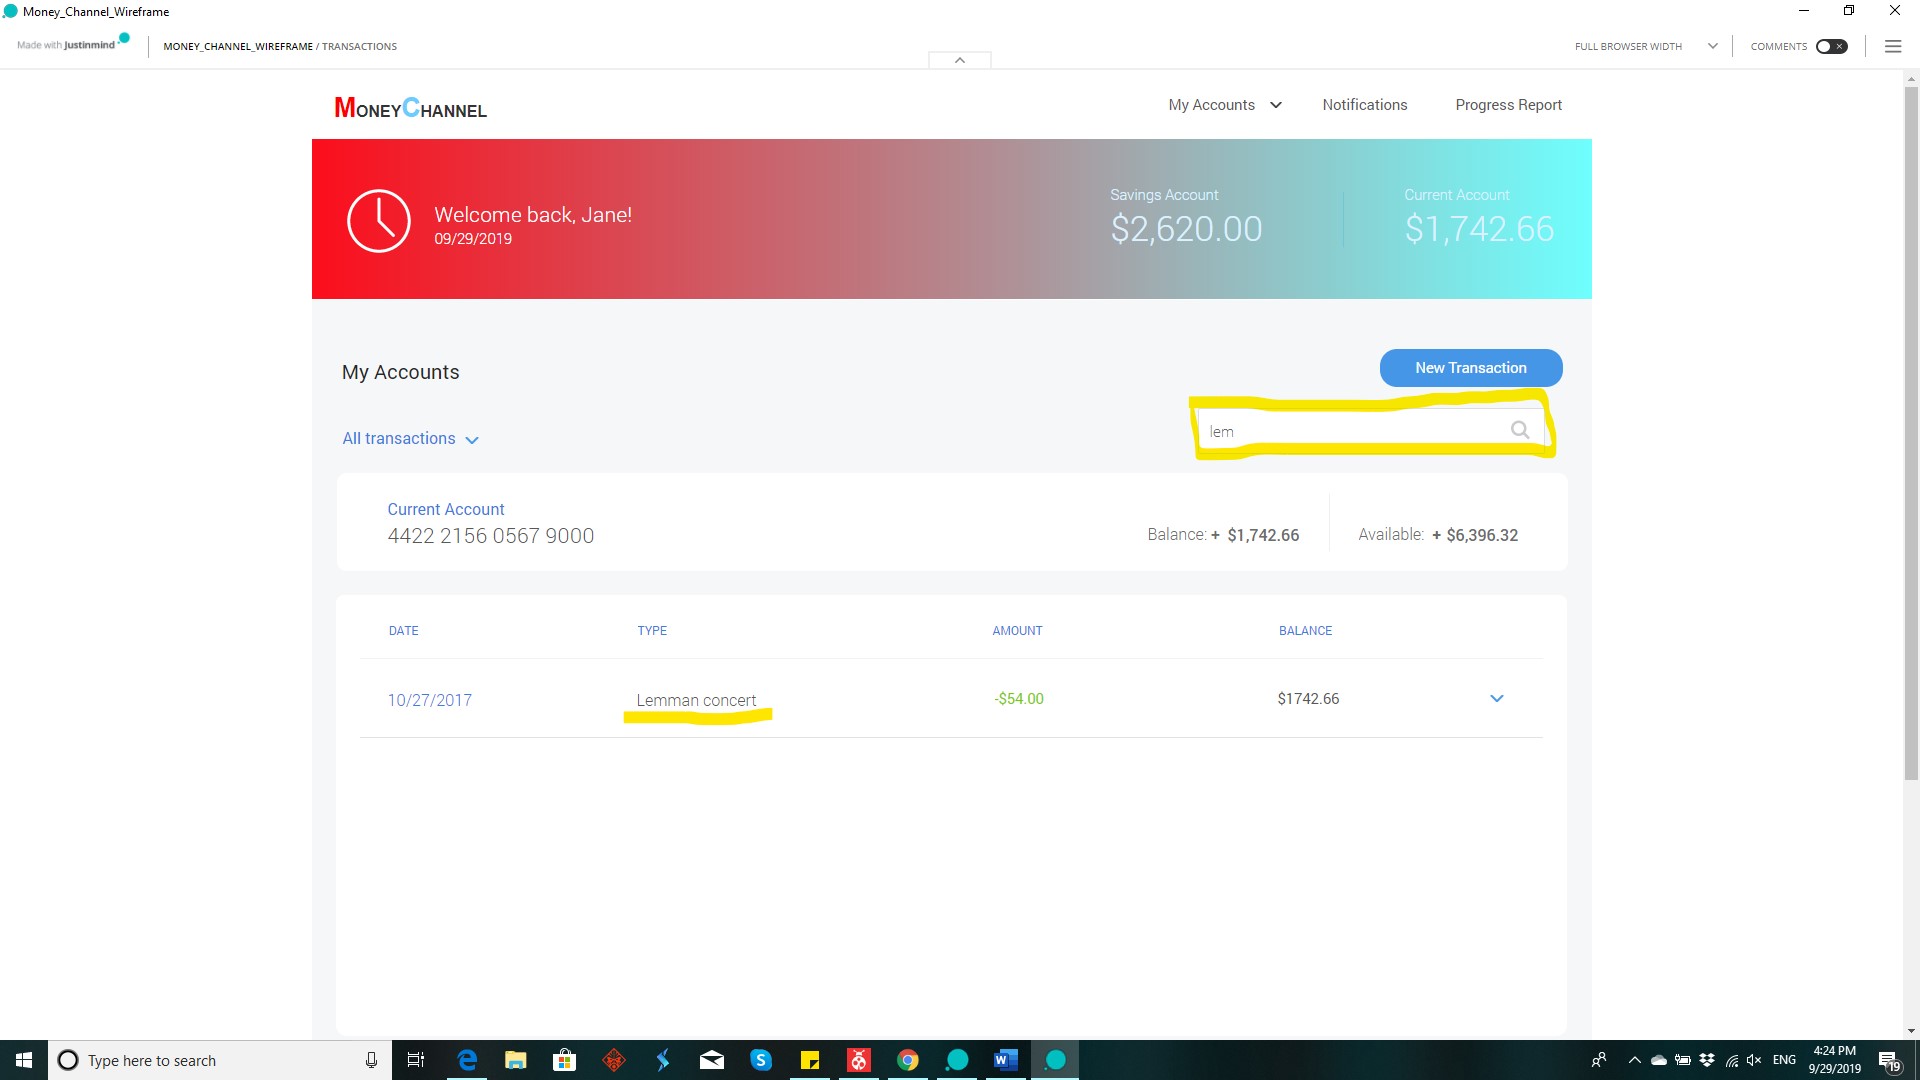 Money_Channel_Wireframe
Made with Justinmind
MONEY_CHANNEL_WIREFRAME / TRANSACTIONS
FULL BROWSER WIDTH
COMMENTS
MONEYCHANNEL
My Accounts
Notifications
Progress Report
Welcome back, Jane!
09/29/2019
Savings Account
$2,620.00
Current Account
$1,742.66
My Accounts
New Transaction
All transactions
lem
Current Account
4422 2156 0567 9000
Balance: + $1,742.66
Available: + $6,396.32
DATE TYPE AMOUNT BALANCE
10/27/2017 Lemman concert -$54.00 $1742.66
Type here to search
ENG
4:24 PM
9/29/2019
19